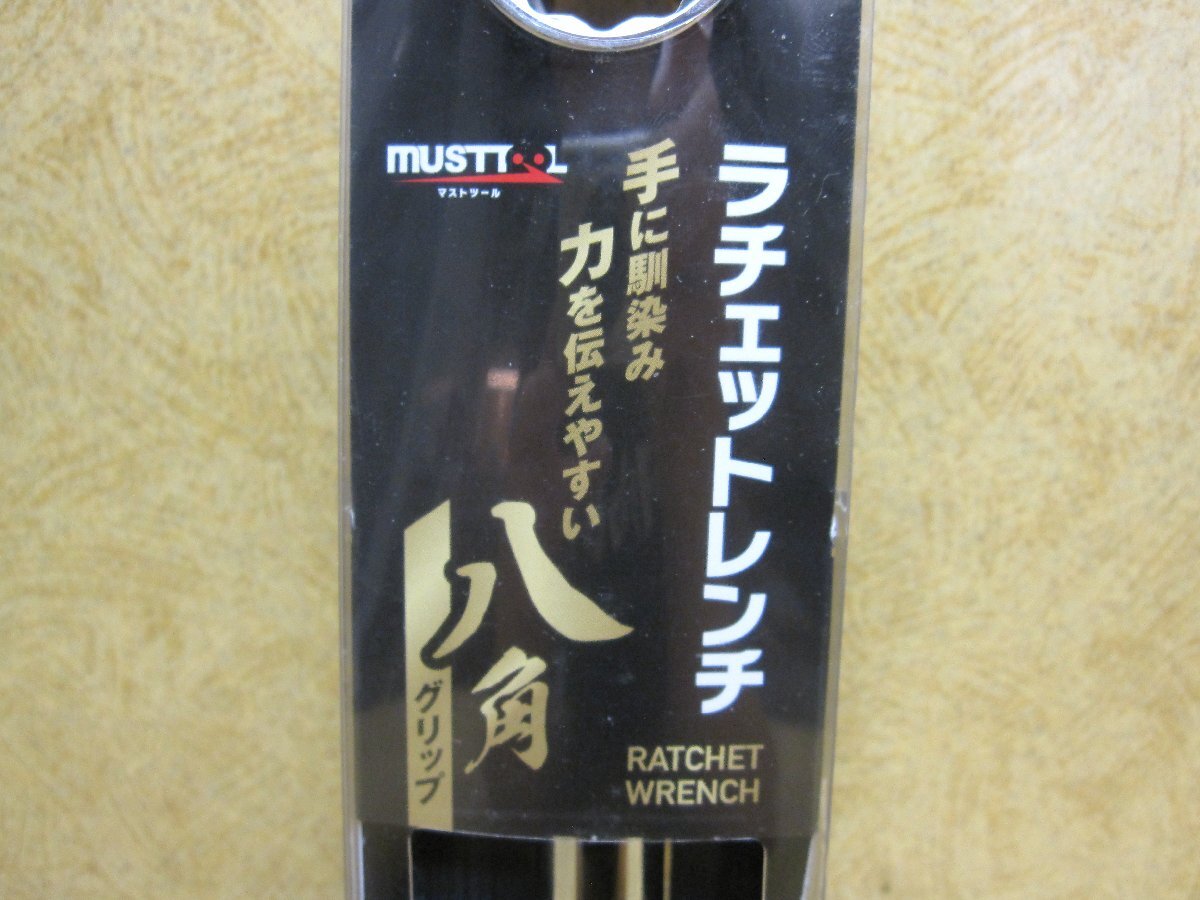 MUSTTOOL
マストツール
ラチェットレンチ
手に馴染み
力を伝えやすい
八角
グリップ
RATCHET
WRENCH